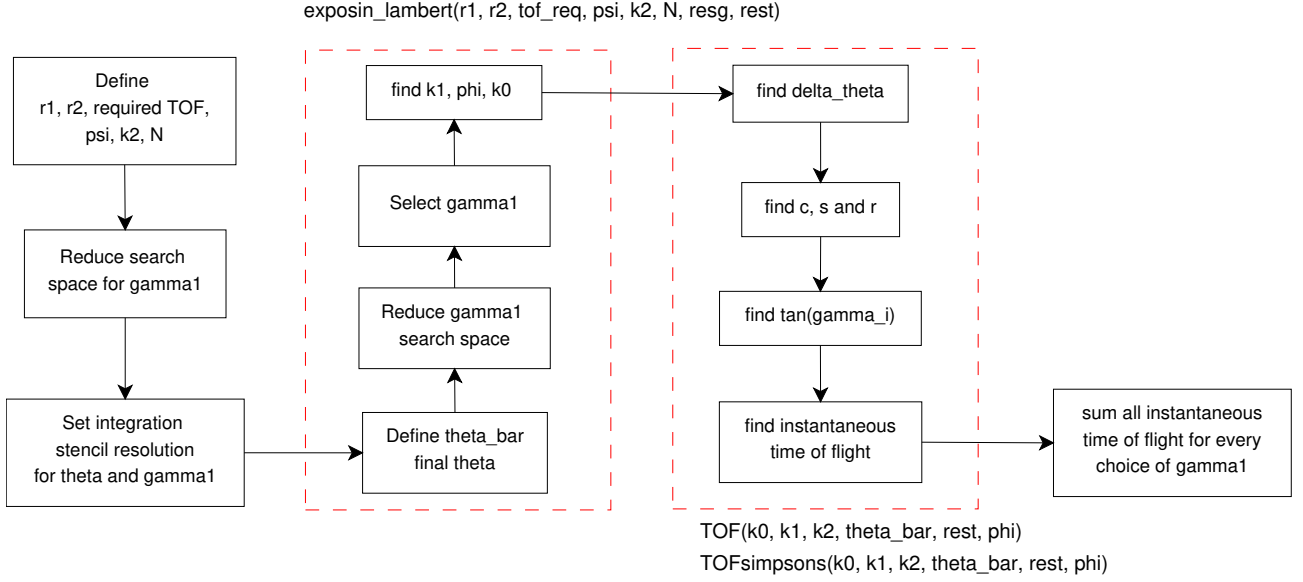 exposin_lambert(r1, r2, tof_req, psi, k2, N, resg, rest)
Define
r1, r2, required TOF,
psi, k2, N
Reduce search
space for gamma1
Set integration
stencil resolution
for theta and gamma1
find k1, phi, k0
Select gamma1
Reduce gamma1
search space
Define theta_bar
final theta
find delta_theta
find c, s and r
find tan(gamma_i)
find instantaneous
time of flight
sum all instantaneous
time of flight for every
choice of gamma1
TOF(k0, k1, k2, theta_bar, rest, phi)
TOFsimpsons(k0, k1, k2, theta_bar, rest, phi)